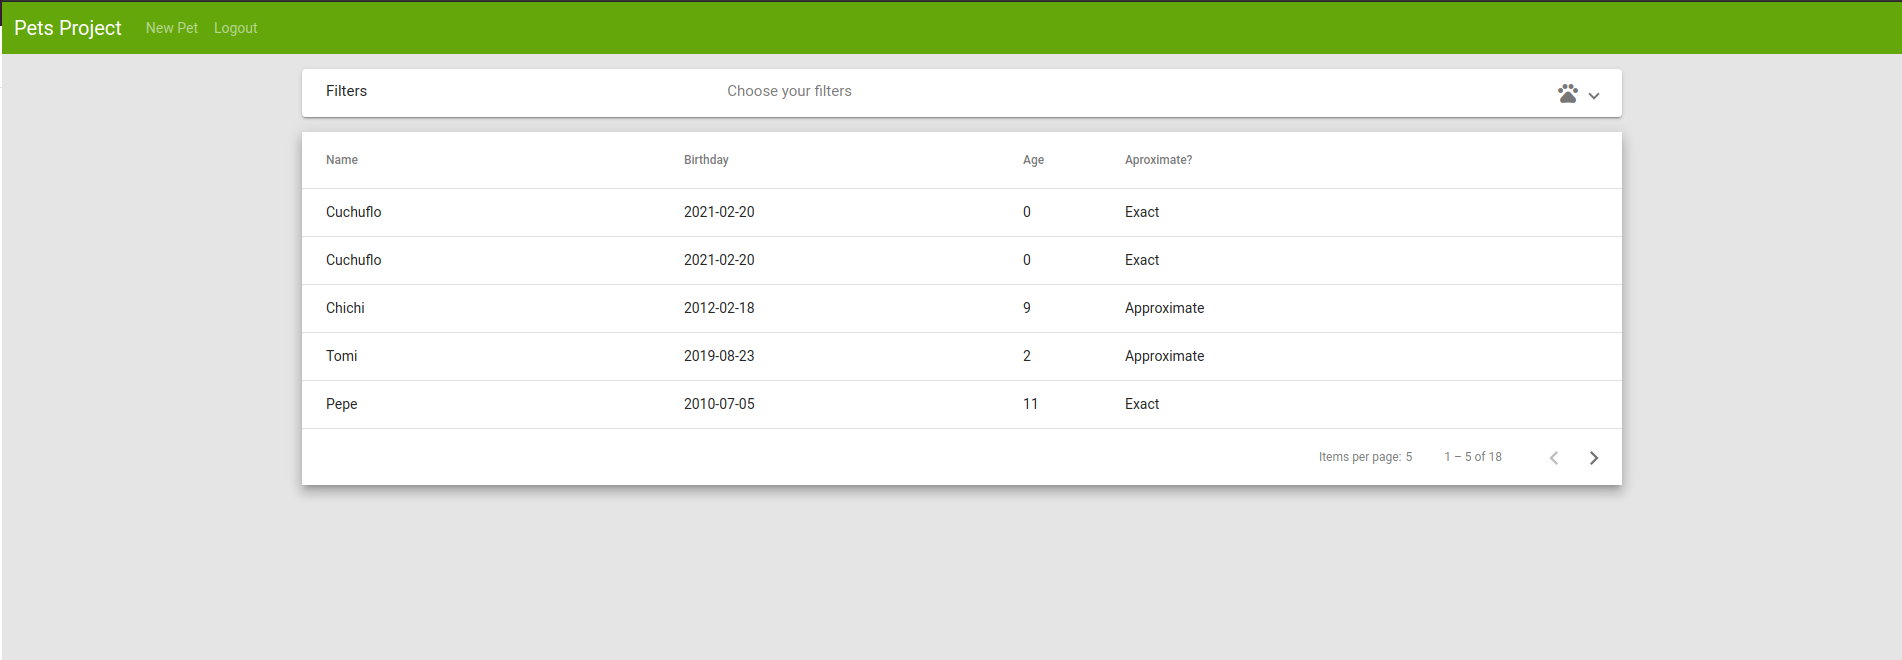 Pets Project New Pet Logout
Filters Choose your filters
Name Birthday Age Aproximate?
Cuchuflo 2021-02-20 0 Exact
Cuchuflo 2021-02-20 0 Exact
Chichi 2012-02-18 9 Approximate
Tomi 2019-08-23 2 Approximate
Pepe 2010-07-05 11 Exact
Items per page: 5 1 – 5 of 18